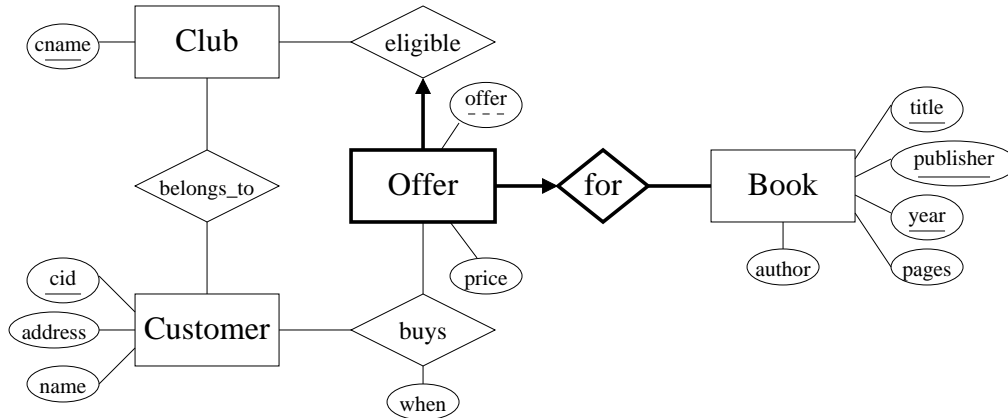 cname
Club
eligible
offer
title
belongs_to
Offer
for
Book
publisher
year
cid
price
author
pages
address
Customer
buys
name
when